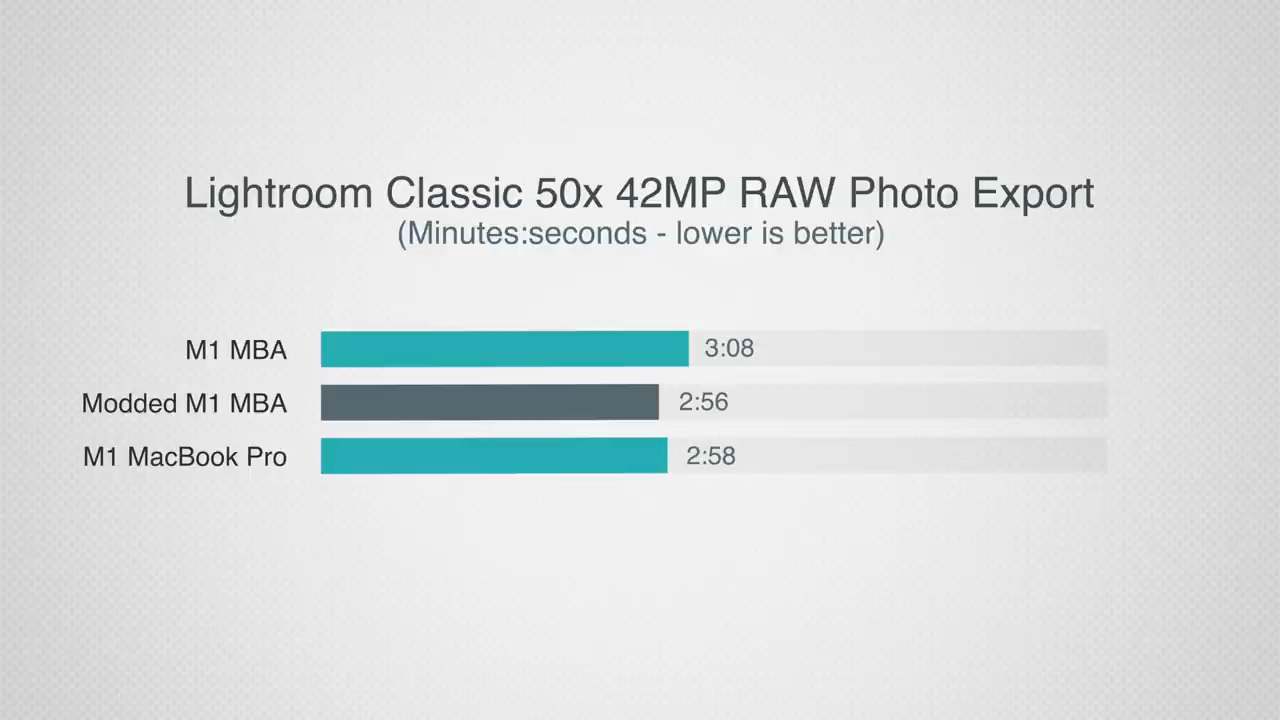 Lightroom Classic 50x 42MP RAW Photo Export
(Minutes:seconds - lower is better)
M1 MBA 3:08
Modded M1 MBA 2:56
M1 MacBook Pro 2:58